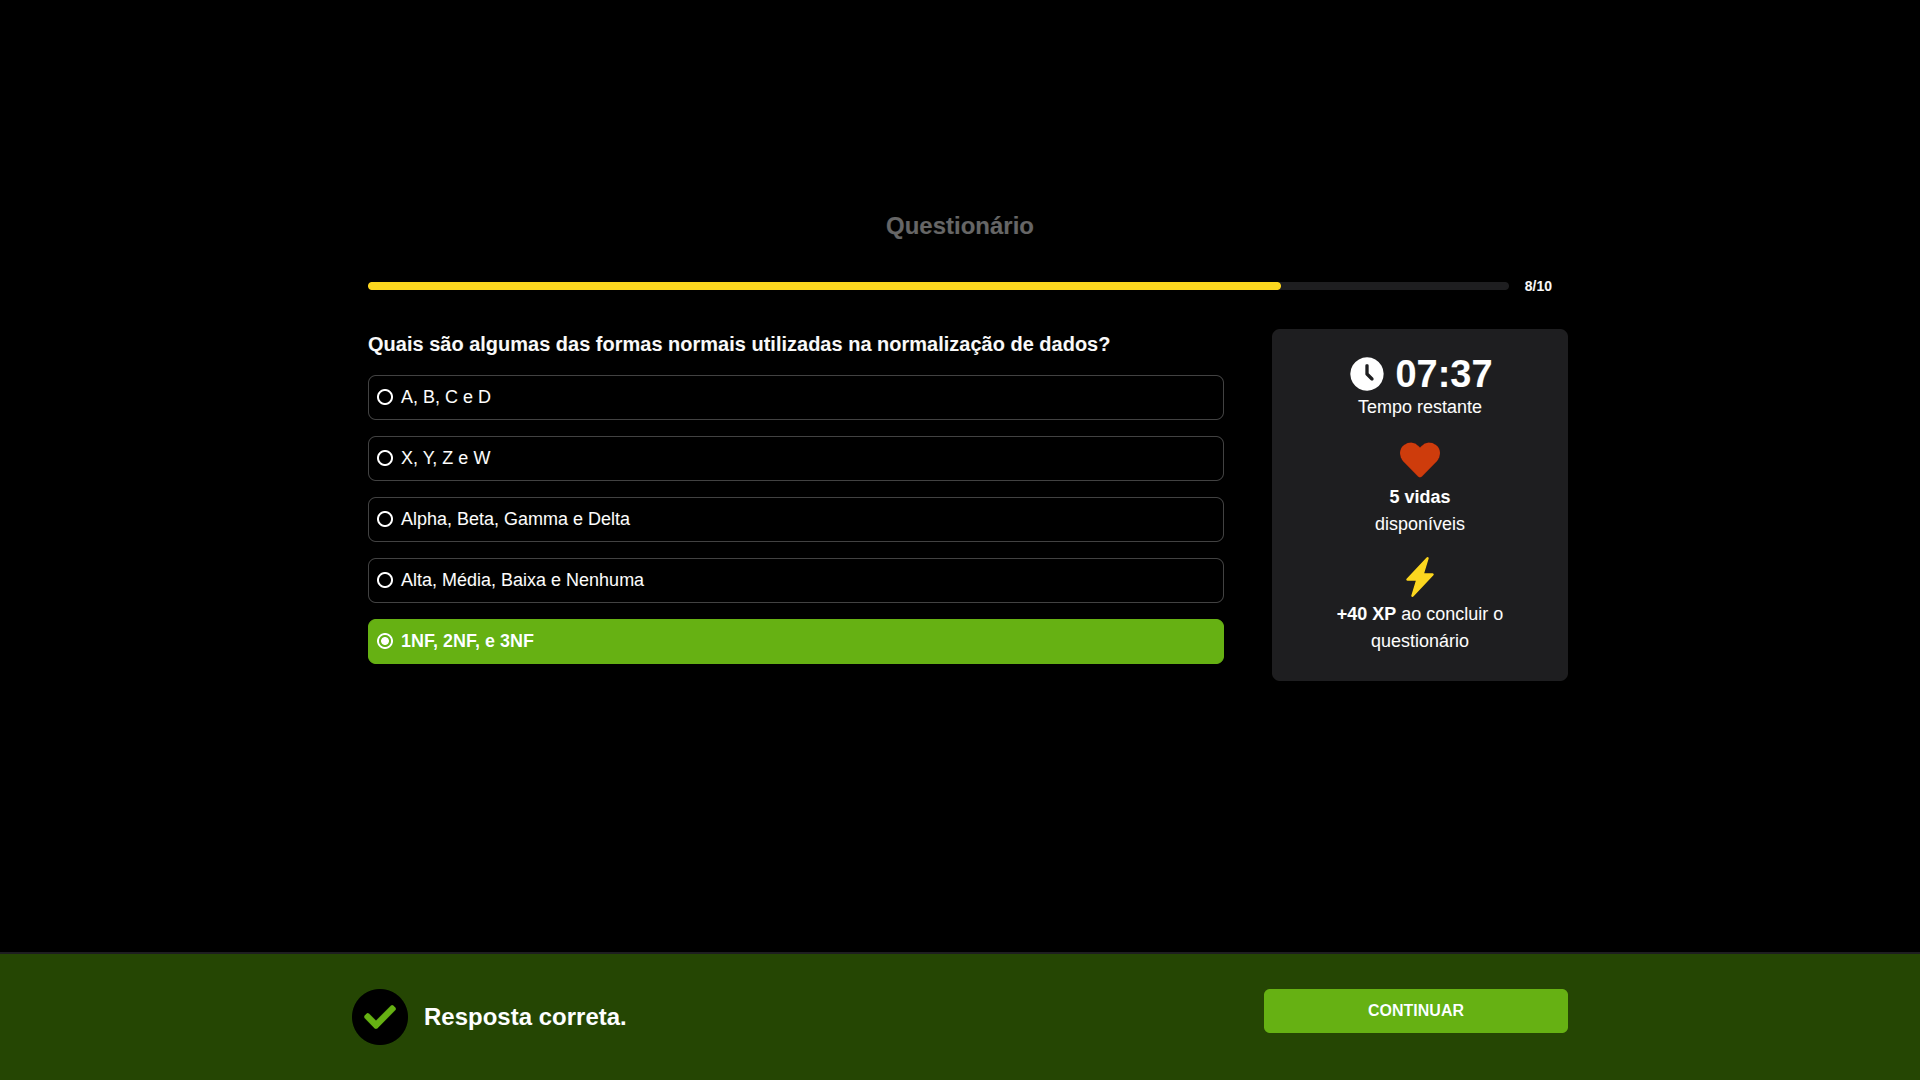 Questionário
8/10
Quais são algumas das formas normais utilizadas na normalização de dados?
A, B, C e D
X, Y, Z e W
Alpha, Beta, Gamma e Delta
Alta, Média, Baixa e Nenhuma
1NF, 2NF, e 3NF
07:37
Tempo restante
5 vidas
disponíveis
+40 XP ao concluir o
questionário
Resposta correta.
CONTINUAR